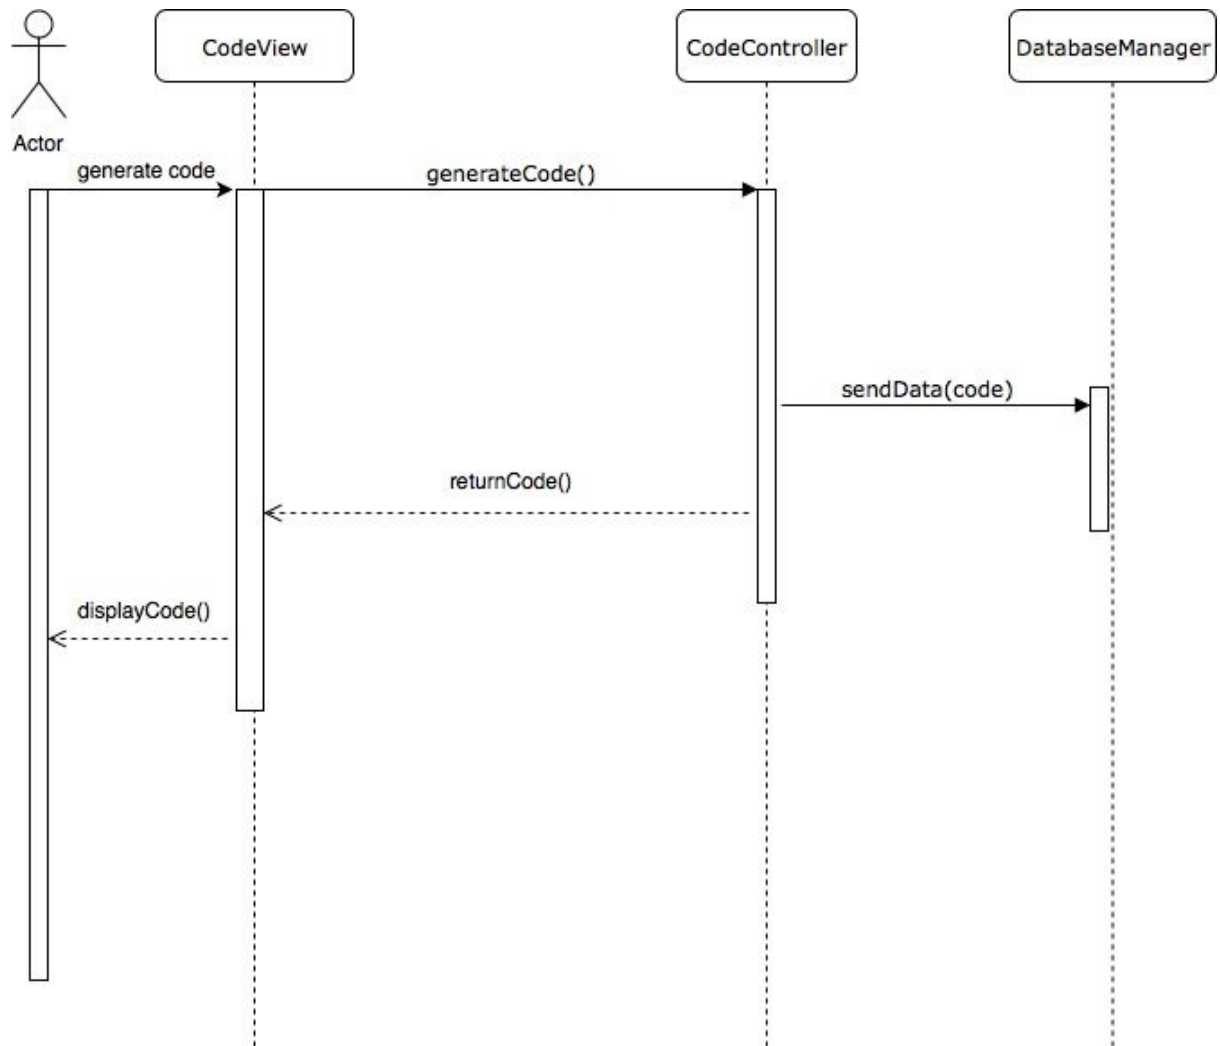 CodeView
CodeController
DatabaseManager
Actor
generate code
generateCode()
sendData(code)
returnCode()
displayCode()